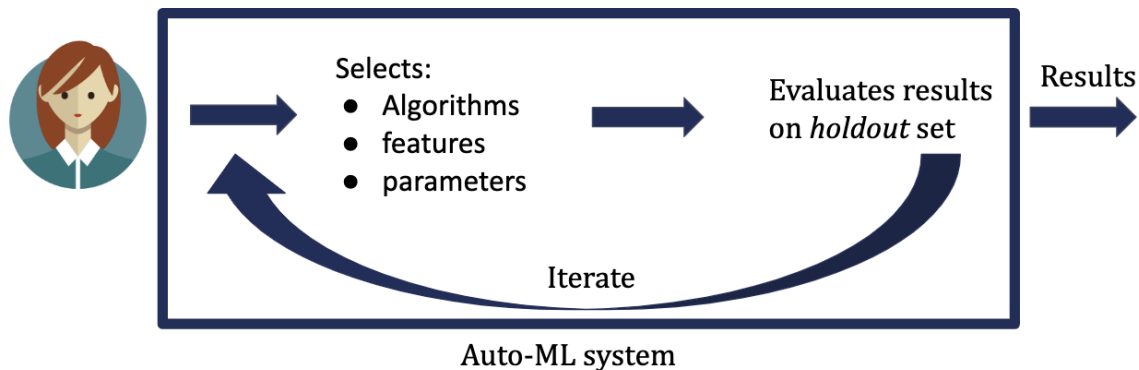 Selects:
● Algorithms
● features
● parameters
Evaluates results
on holdout set
Results
Iterate
Auto-ML system